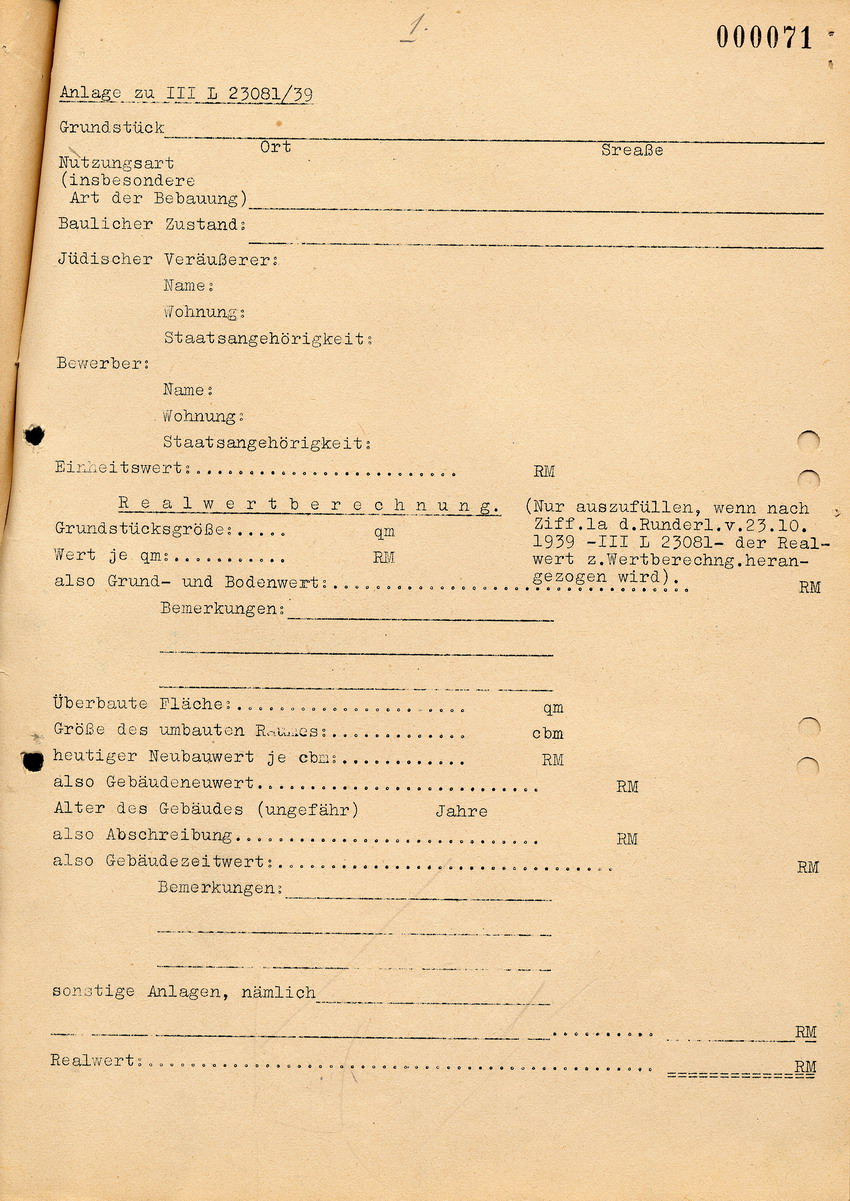 1.
000071
Anlage zu III L 23081/39
Grundstück
Ort Sreaße
Nutzungsart
(insbesondere
Art der Bebauung)
Baulicher Zustand:
Jüdischer Veräußerer:
Name:
Wohnung:
Staatsangehörigkeit:
Bewerber:
Name:
Wohnung:
Staatsangehörigkeit:
Einheitswert:......................... RM
Realwertberechnung.
(Nur auszufüllen, wenn nach
Ziff.1a d.Runderl.v.23.10.
1939 -III L 23081- der Real-
wert z.Wertberechng.heran-
gezogen wird).
Grundstücksgröße:..... qm
Wert je qm:........... RM
also Grund- und Bodenwert:........................................ RM
Bemerkungen:
Überbaute Fläche:...................... qm
Größe des umbauten Raumes:............. cbm
heutiger Neubauwert je cbm:............ RM
also Gebäudeneuwert............................... RM
Alter des Gebäudes (ungefähr) Jahre
also Abschreibung................................. RM
also Gebäudezeitwert:..................................... RM
Bemerkungen:
sonstige Anlagen, nämlich
.......... RM
Realwert:......................................................... RM